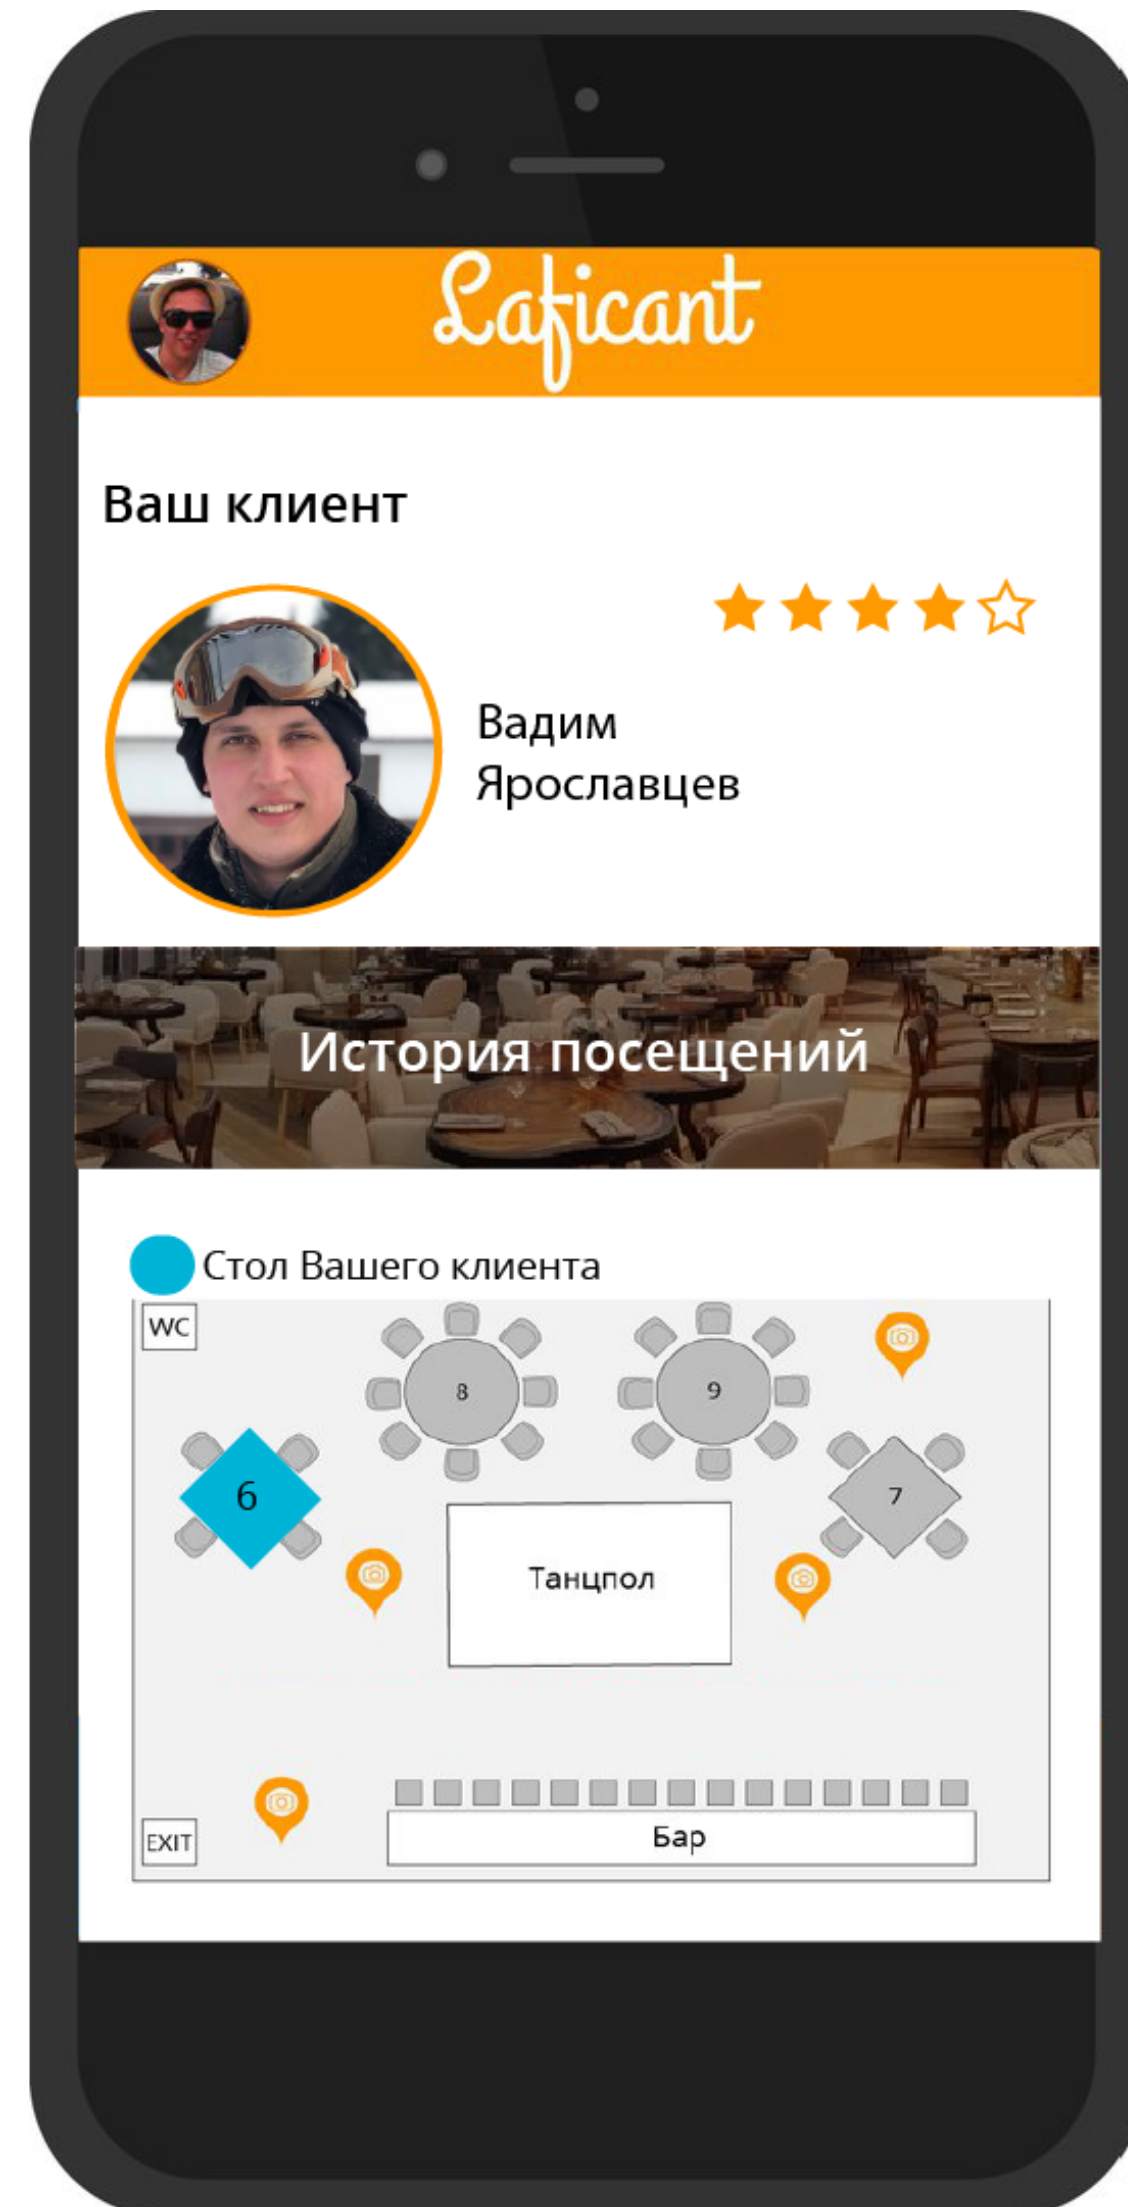 Laficant
Ваш клиент
Вадим
Ярославцев
История посещений
Стол Вашего клиента
WC
8
9
6
7
Танцпол
EXIT
Бар